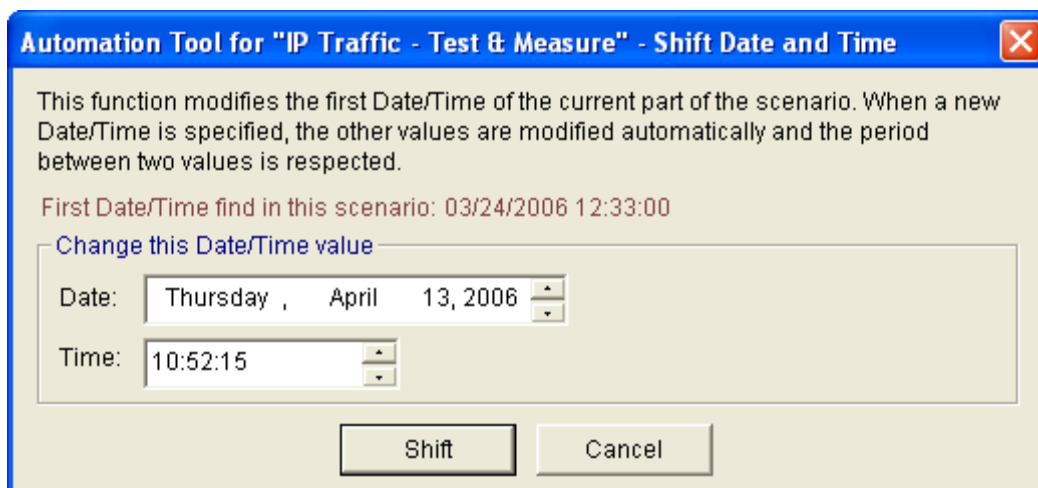 Automation Tool for "IP Traffic - Test & Measure" - Shift Date and Time
This function modifies the first Date/Time of the current part of the scenario. When a new
Date/Time is specified, the other values are modified automatically and the period
between two values is respected.
First Date/Time find in this scenario: 03/24/2006 12:33:00
Change this Date/Time value
Date: Thursday , April 13, 2006
Time: 10:52:15
Shift Cancel